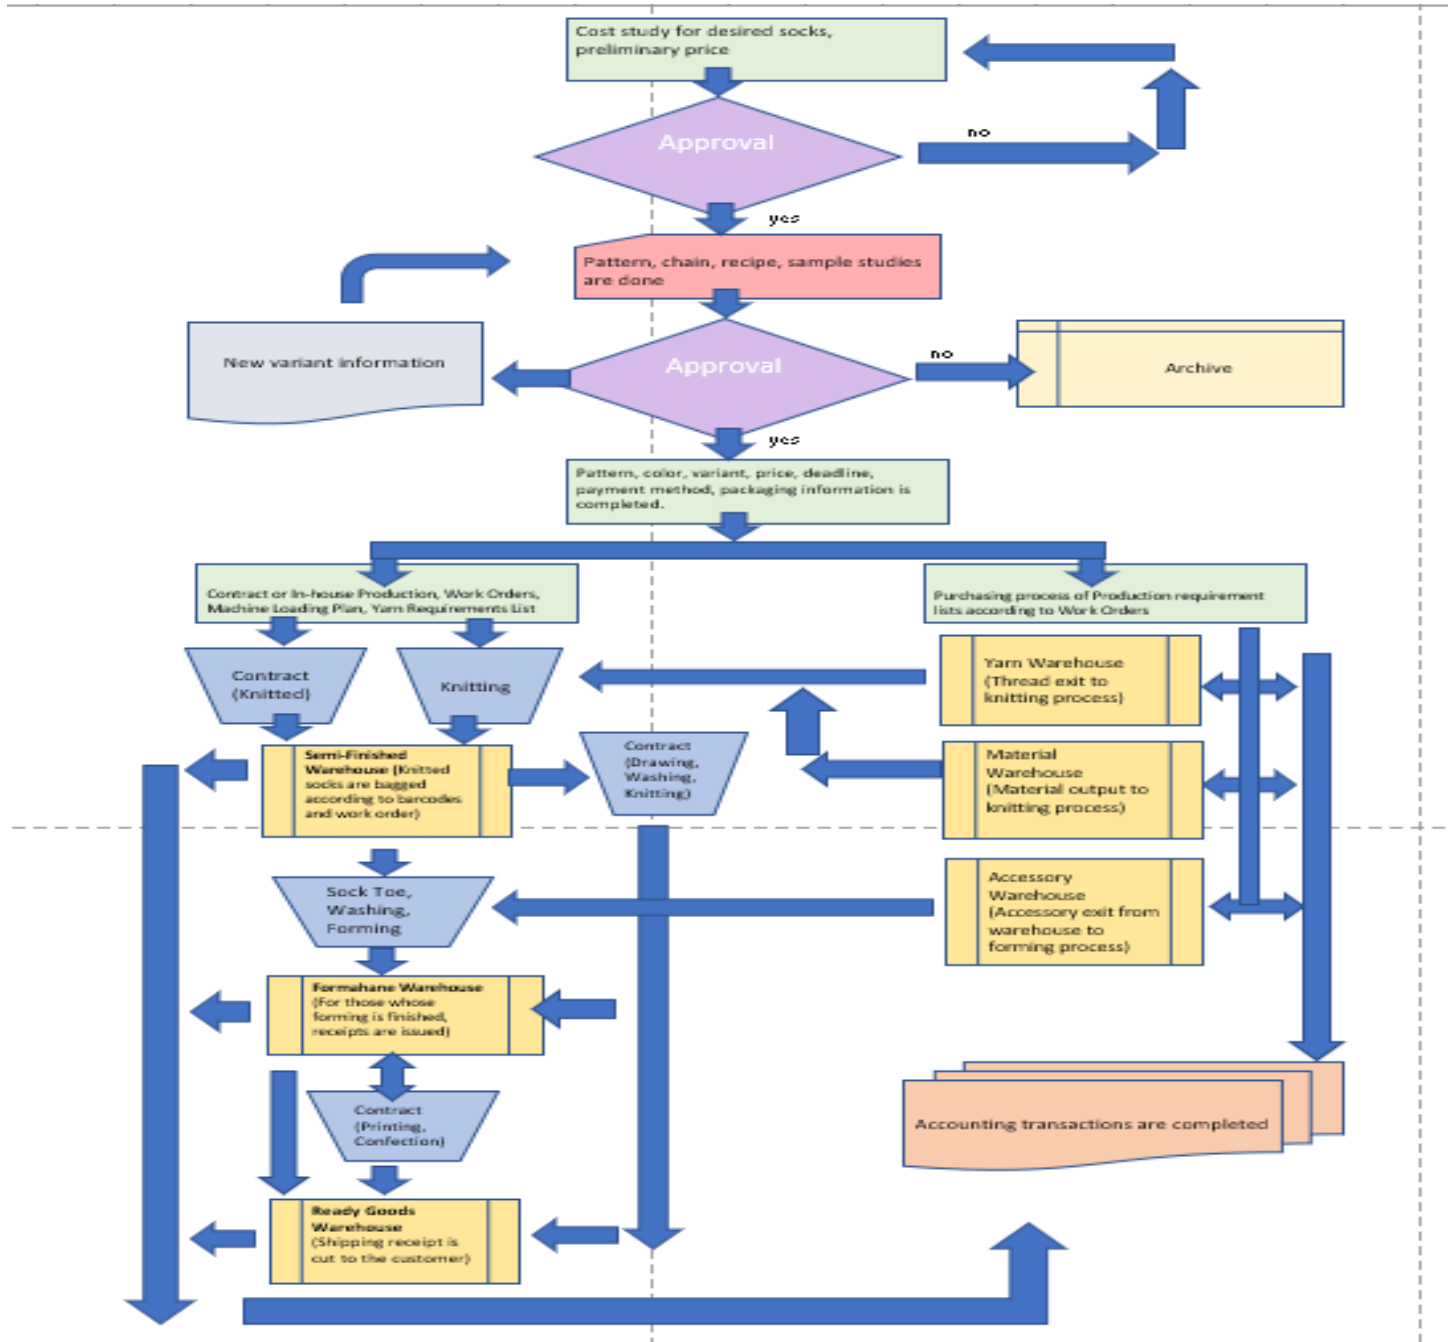 Cost study for desired socks,
preliminary price
Approval
no
yes
Pattern, chain, recipe, sample studies
are done
New variant information
Approval
no
Archive
yes
Pattern, color, variant, price, deadline,
payment method, packaging information is
completed.
Contract or In-house Production, Work Orders,
Machine Loading Plan, Yarn Requirements List
Purchasing process of Production requirement
lists according to Work Orders
Contract
(Knitted)
Knitting
Yarn Warehouse
(Thread exit to
knitting process)
Semi-Finished
Warehouse (Knitted
socks are bagged
according to barcodes
and work order)
Contract
(Drawing,
Washing,
Knitting)
Material
Warehouse
(Material output to
knitting process)
Sock Toe,
Washing,
Forming
Accessory
Warehouse
(Accessory exit from
warehouse to
forming process)
Formahane Warehouse
(For those whose
forming is finished,
receipts are issued)
Contract
(Printing,
Confection)
Accounting transactions are completed
Ready Goods
Warehouse
(Shipping receipt is
cut to the customer)